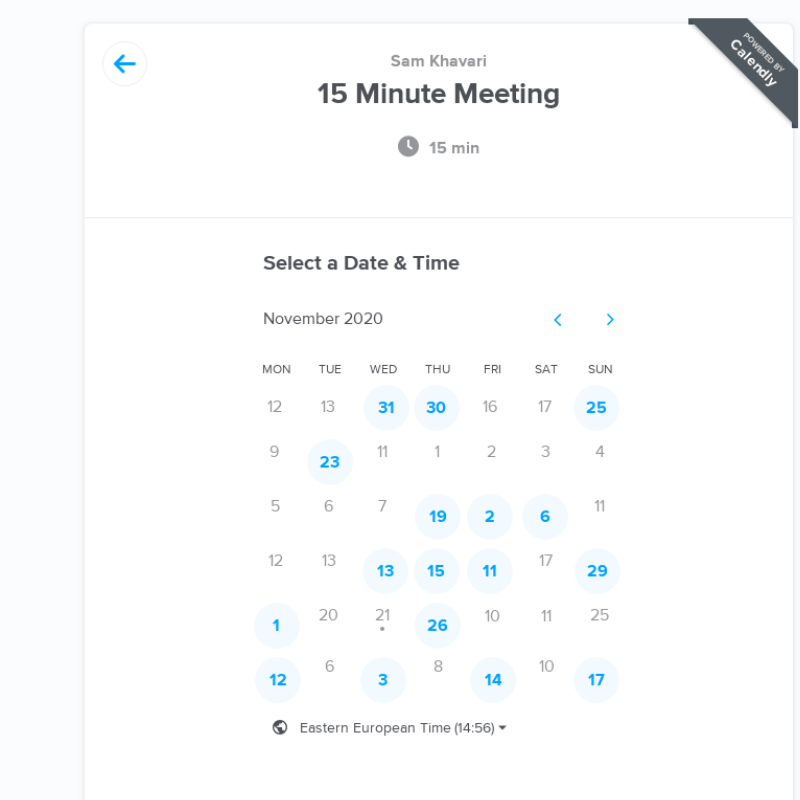 POWERED BY
Calendly
Sam Khavari
15 Minute Meeting
15 min
Select a Date & Time
November 2020
MON TUE WED THU FRI SAT SUN
12 13 31 30 16 17 25
9 23 11 1 2 3 4
5 6 7 19 2 6 11
12 13 13 15 11 17 29
1 20 21 26 10 11 25
12 6 3 8 14 10 17
Eastern European Time (14:56)